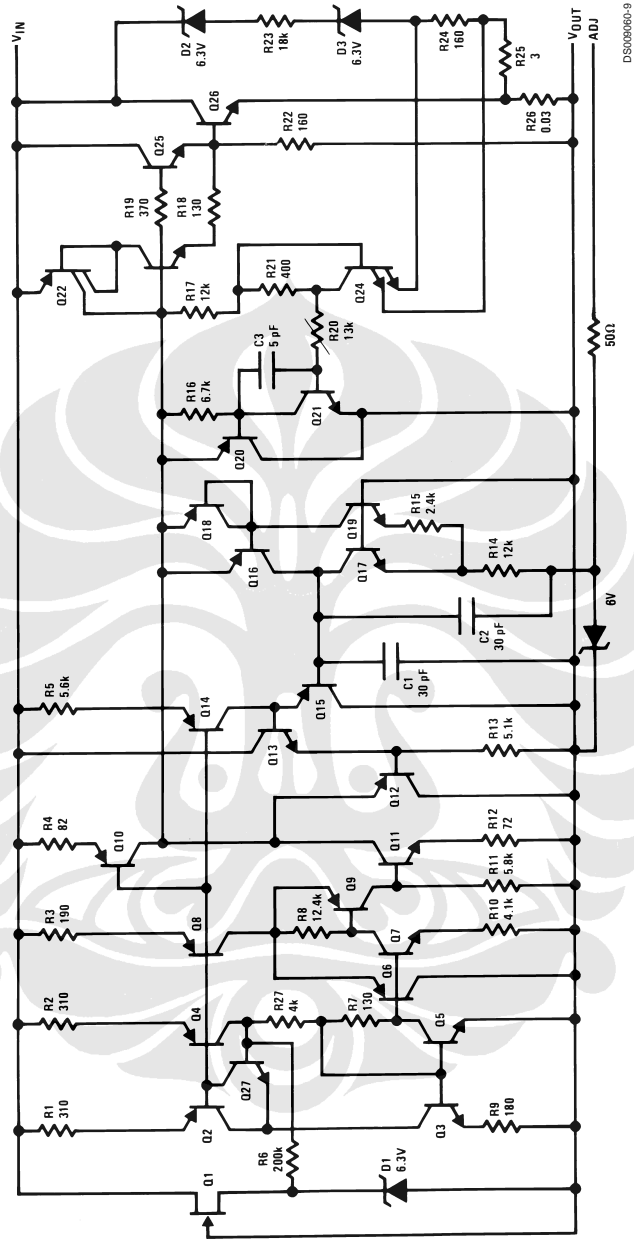 VIN
R1
310
R2
310
R3
190
R4
82
R5
5.6k
Q1
Q2
Q4
Q8
Q10
Q14
Q27
R27
4k
R8
12.4k
Q9
Q13
Q12
Q15
R6
200k
R7
130
Q6
Q7
Q11
Q3
Q5
D1
6.3V
R9
180
R10
4.1k
R11
5.8k
R12
72
R13
5.1k
C1
30 pF
C2
30 pF
Q16
Q18
Q17
Q19
R15
2.4k
R14
12k
Q20
R16
6.7k
C3
5 pF
Q21
R20
13k
R17
12k
R21
400
Q24
Q22
R19
370
R18
130
Q25
Q26
R22
160
D2
6.3V
R23
18k
D3
6.3V
R24
160
R25
3
R26
0.03
6V
50Ω
VOUT
ADJ
DS009060-9